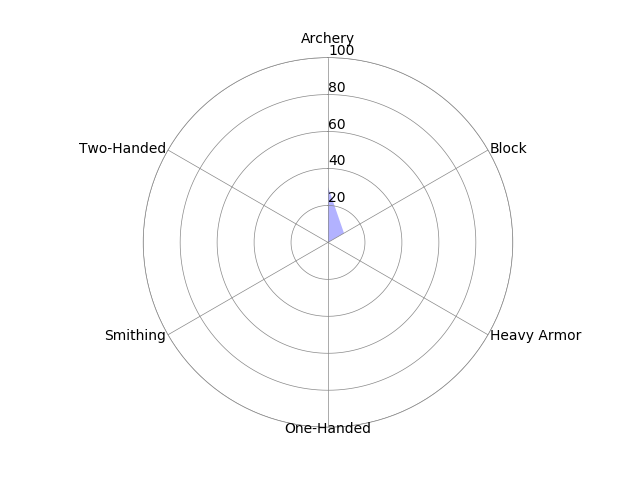 Archery
100
80
Two-Handed
60
Block
40
20
Smithing
Heavy Armor
One-Handed